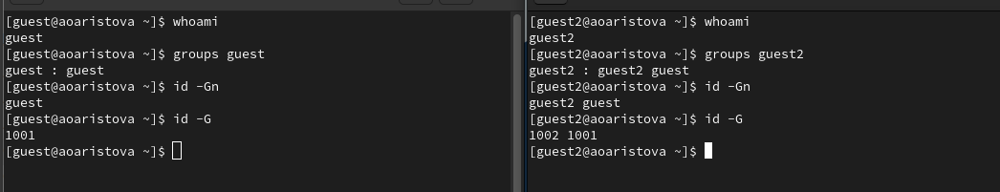 [guest@aoaristova ~]$ whoami
guest
[guest@aoaristova ~]$ groups guest
guest : guest
[guest@aoaristova ~]$ id -Gn
guest
[guest@aoaristova ~]$ id -G
1001
[guest@aoaristova ~]$
[guest2@aoaristova ~]$ whoami
guest2
[guest2@aoaristova ~]$ groups guest2
guest2 : guest2 guest
[guest2@aoaristova ~]$ id -Gn
guest2 guest
[guest2@aoaristova ~]$ id -G
1002 1001
[guest2@aoaristova ~]$